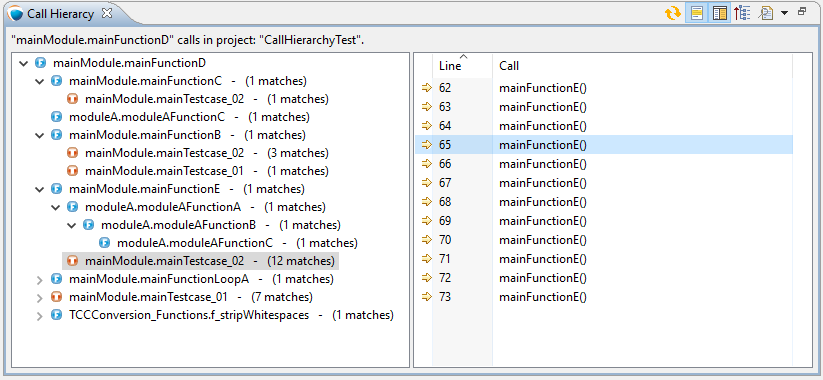 Call Hierarcy
"mainModule.mainFunctionD" calls in project: "CallHierarchyTest".
mainModule.mainFunctionD
mainModule.mainFunctionC - (1 matches)
mainModule.mainTestcase_02 - (1 matches)
moduleA.moduleAFunctionC - (1 matches)
mainModule.mainFunctionB - (1 matches)
mainModule.mainTestcase_02 - (3 matches)
mainModule.mainTestcase_01 - (1 matches)
mainModule.mainFunctionE - (1 matches)
moduleA.moduleAFunctionA - (1 matches)
moduleA.moduleAFunctionB - (1 matches)
moduleA.moduleAFunctionC - (1 matches)
mainModule.mainTestcase_02 - (12 matches)
mainModule.mainFunctionLoopA - (1 matches)
mainModule.mainTestcase_01 - (7 matches)
TCCConversion_Functions.f_stripWhitespaces - (1 matches)
Line Call
62 mainFunctionE()
63 mainFunctionE()
64 mainFunctionE()
65 mainFunctionE()
66 mainFunctionE()
67 mainFunctionE()
68 mainFunctionE()
69 mainFunctionE()
70 mainFunctionE()
71 mainFunctionE()
72 mainFunctionE()
73 mainFunctionE()